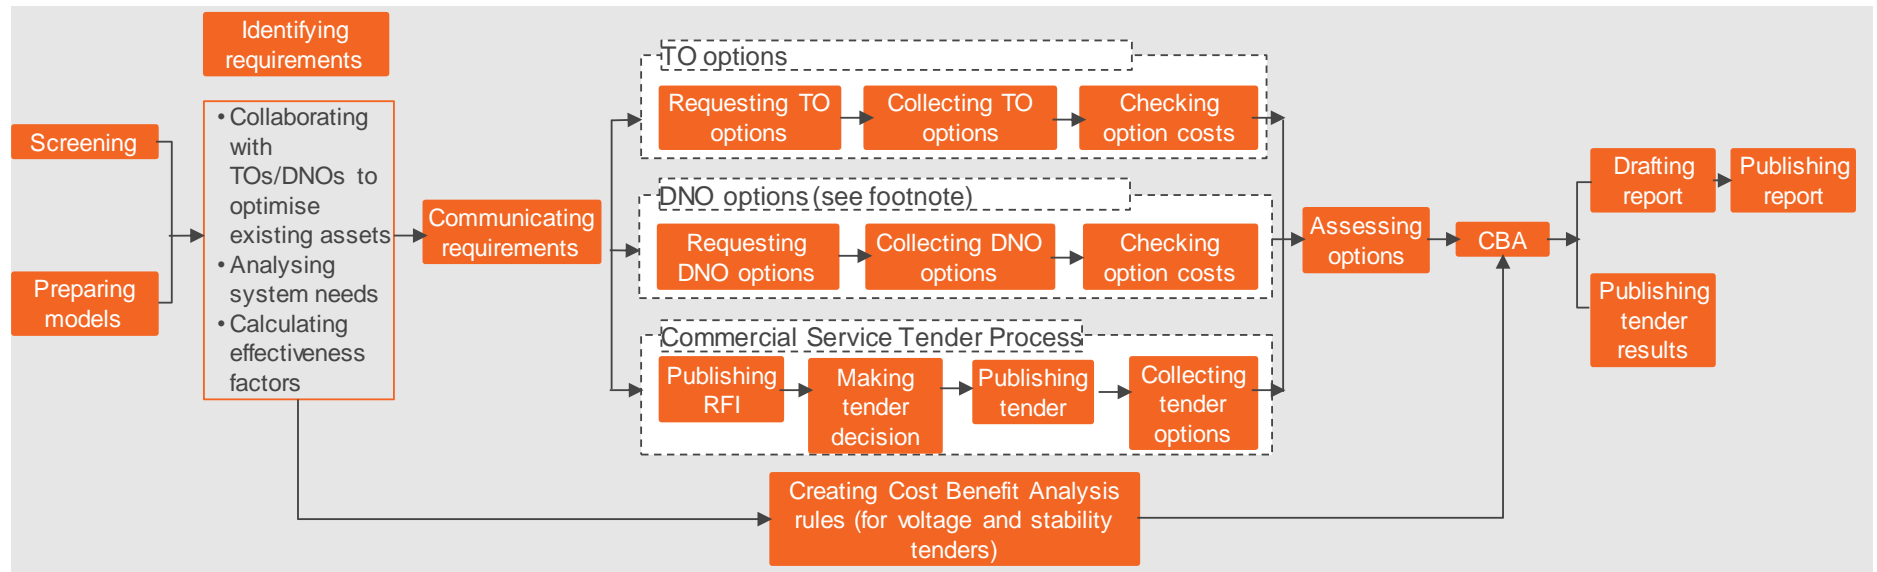 Identifying
requirements
Screening
Preparing
models
• Collaborating
with
TOs/DNOs to
optimise
existing assets
• Analysing
system needs
• Calculating
effectiveness
factors
Communicating
requirements
TO options
Requesting TO
options
Collecting TO
options
Checking
option costs
DNO options (see footnote)
Requesting
DNO options
Collecting DNO
options
Checking
option costs
Commercial Service Tender Process
Publishing
RFI
Making
tender
decision
Publishing
tender
Collecting
tender
options
Creating Cost Benefit Analysis
rules (for voltage and stability
tenders)
Assessing
options
CBA
Drafting
report
Publishing
report
Publishing
tender
results